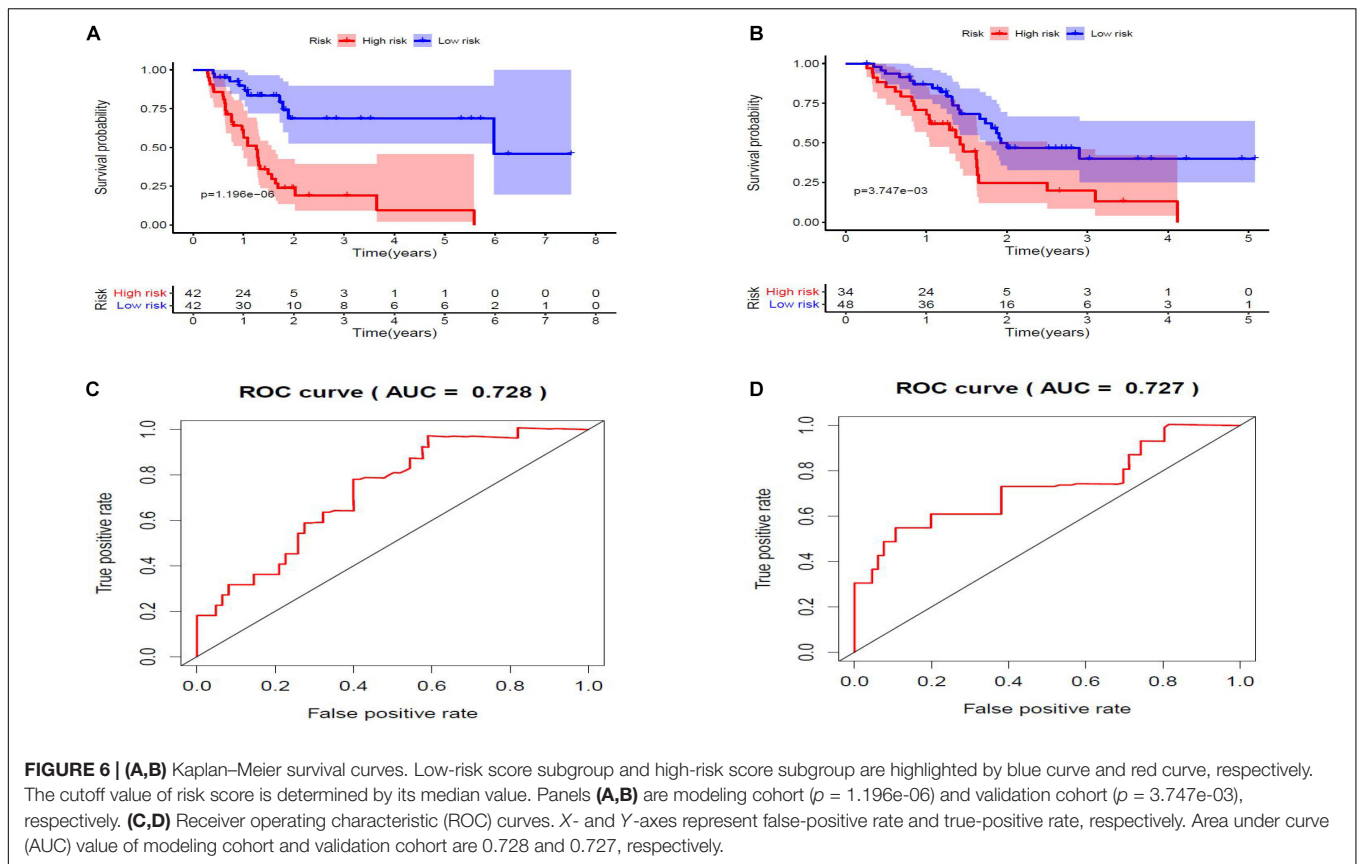 A
Risk High risk Low risk
1.00
0.75
0.50
0.25
0.00
Survival probability
p=1.196e−06
0 1 2 3 4 5 6 7 8
Time(years)
Risk
High risk 42 24 5 3 1 1 0 0 0
Low risk 42 30 10 8 6 6 2 1 0
0 1 2 3 4 5 6 7 8
Time(years)
B
Risk High risk Low risk
1.00
0.75
0.50
0.25
0.00
Survival probability
p=3.747e−03
0 1 2 3 4 5
Time(years)
Risk
High risk 34 24 5 3 1 0
Low risk 48 36 16 6 3 1
0 1 2 3 4 5
Time(years)
C
ROC curve ( AUC = 0.728 )
True positive rate
1.0
0.8
0.6
0.4
0.2
0.0
0.0 0.2 0.4 0.6 0.8 1.0
False positive rate
D
ROC curve ( AUC = 0.727 )
True positive rate
1.0
0.8
0.6
0.4
0.2
0.0
0.0 0.2 0.4 0.6 0.8 1.0
False positive rate
FIGURE 6 | (A,B) Kaplan–Meier survival curves. Low-risk score subgroup and high-risk score subgroup are highlighted by blue curve and red curve, respectively.
The cutoff value of risk score is determined by its median value. Panels (A,B) are modeling cohort (p = 1.196e-06) and validation cohort (p = 3.747e-03),
respectively. (C,D) Receiver operating characteristic (ROC) curves. X- and Y-axes represent false-positive rate and true-positive rate, respectively. Area under curve
(AUC) value of modeling cohort and validation cohort are 0.728 and 0.727, respectively.